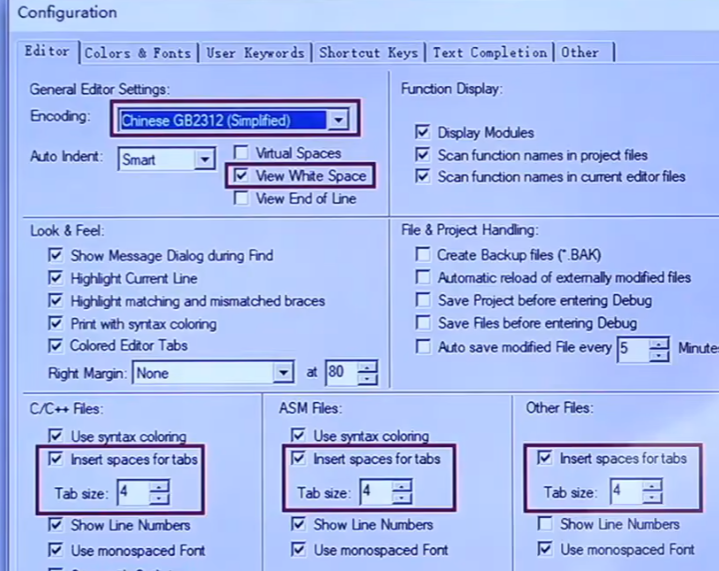 Configuration
Editor Colors & Fonts User Keywords Shortcut Keys Text Completion Other
General Editor Settings:
Encoding: Chinese GB2312 (Simplified)
Auto Indent: Smart
Virtual Spaces
View White Space
View End of Line
Function Display:
Display Modules
Scan function names in project files
Scan function names in current editor files
Look & Feel:
Show Message Dialog during Find
Highlight Current Line
Highlight matching and mismatched braces
Print with syntax coloring
Colored Editor Tabs
Right Margin: None at 80
File & Project Handling:
Create Backup files (*.BAK)
Automatic reload of externally modified files
Save Project before entering Debug
Save Files before entering Debug
Auto save modified File every 5 Minute
C/C++ Files:
Use syntax coloring
Insert spaces for tabs
Tab size: 4
Show Line Numbers
Use monospaced Font
ASM Files:
Use syntax coloring
Insert spaces for tabs
Tab size: 4
Show Line Numbers
Use monospaced Font
Other Files:
Insert spaces for tabs
Tab size: 4
Show Line Numbers
Use monospaced Font